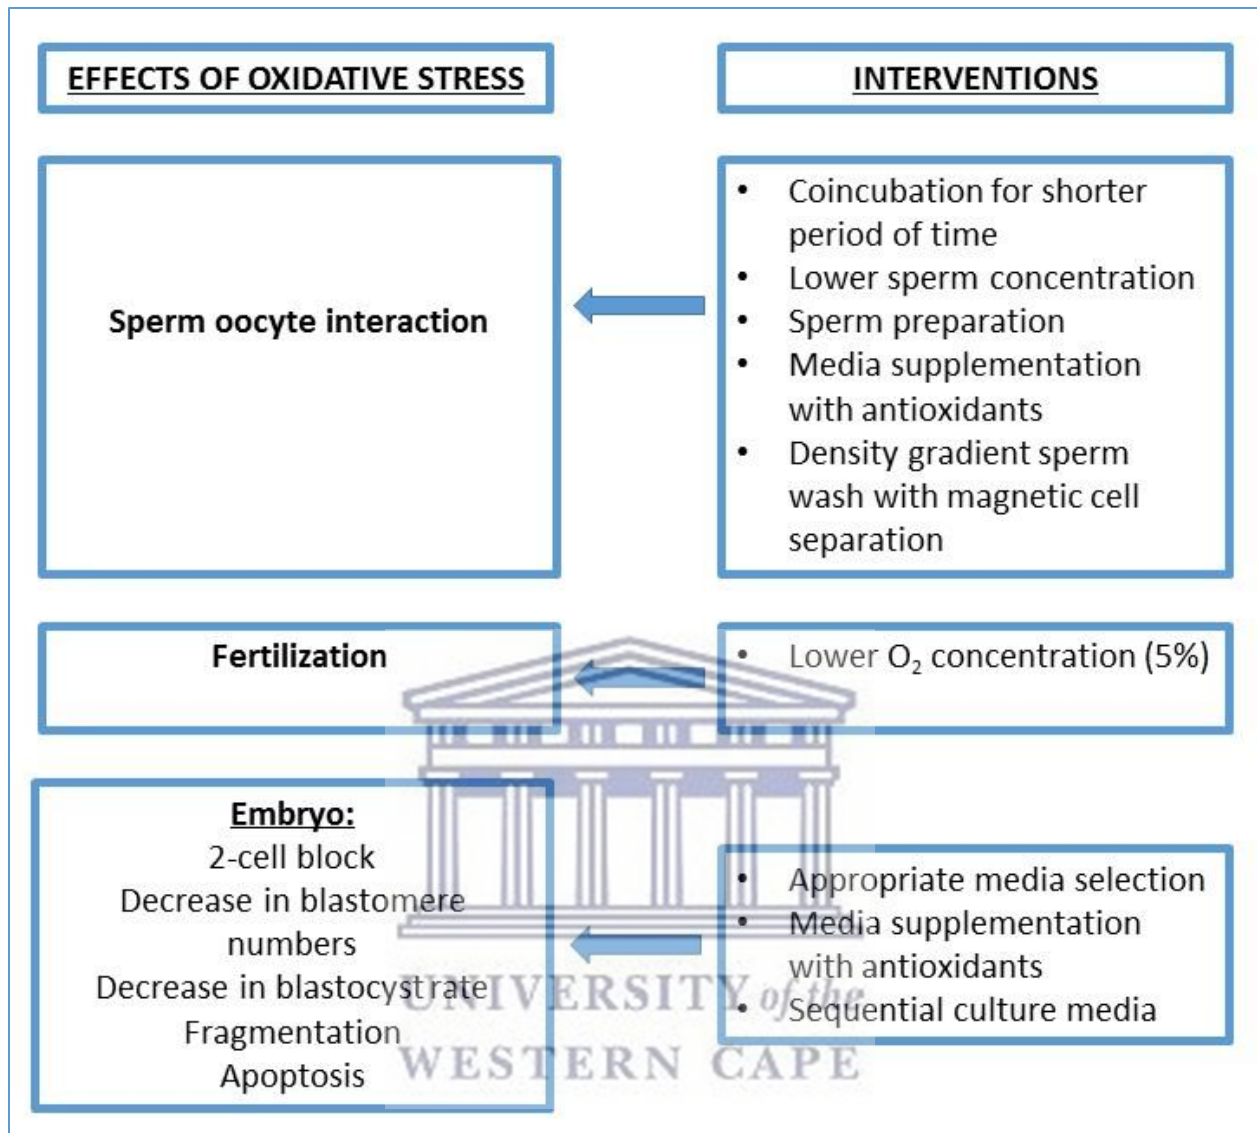 EFFECTS OF OXIDATIVE STRESS
INTERVENTIONS
Sperm oocyte interaction
• Coincubation for shorter
period of time
• Lower sperm concentration
• Sperm preparation
• Media supplementation
with antioxidants
• Density gradient sperm
wash with magnetic cell
separation
Fertilization
• Lower O₂ concentration (5%)
Embryo:
2-cell block
Decrease in blastomere
numbers
Decrease in blastocyst rate
Fragmentation
Apoptosis
• Appropriate media selection
• Media supplementation
with antioxidants
• Sequential culture media
UNIVERSITY of the
WESTERN CAPE